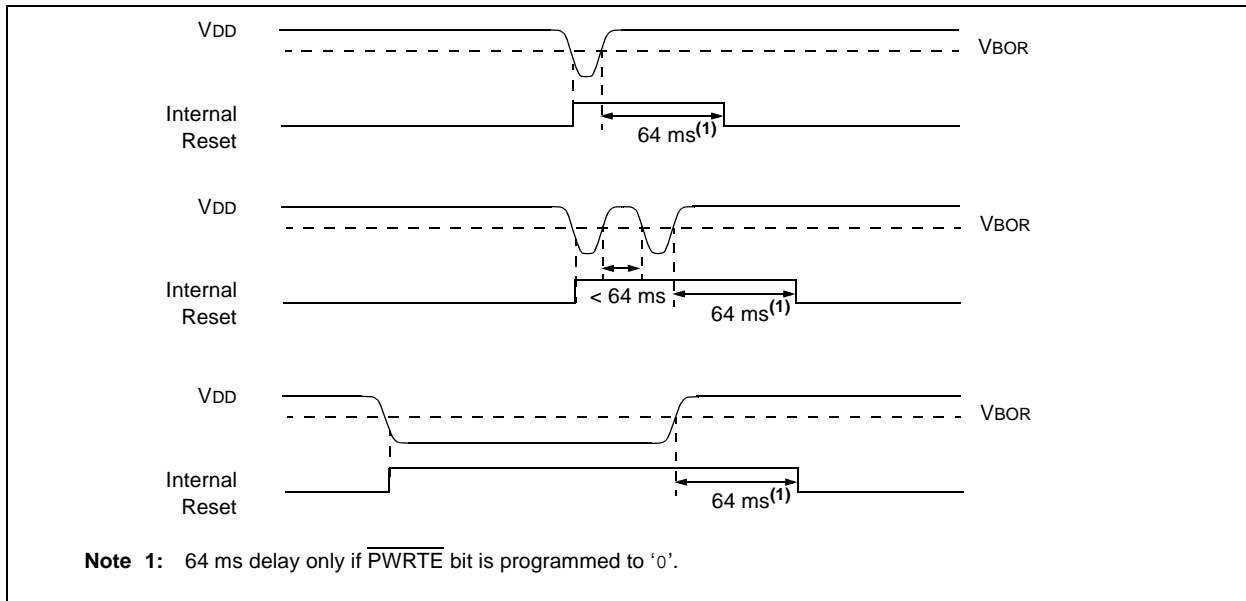 VDD
VBOR
Internal
Reset
64 ms(1)
VDD
VBOR
Internal
Reset
< 64 ms
64 ms(1)
VDD
VBOR
Internal
Reset
64 ms(1)
Note 1: 64 ms delay only if PWRTE bit is programmed to ‘0’.